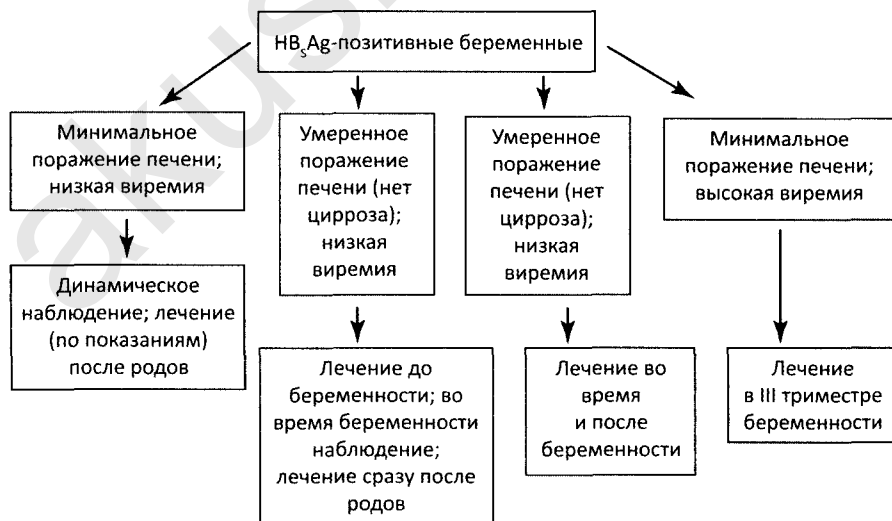 HBsAg-позитивные беременные
Минимальное
поражение печени;
низкая виремия
Умеренное
поражение
печени (нет
цирроза);
низкая
виремия
Умеренное
поражение
печени (нет
цирроза);
низкая
виремия
Минимальное
поражение печени;
высокая виремия
Динамическое
наблюдение; лечение
(по показаниям)
после родов
Лечение до
беременности; во
время беременности
наблюдение;
лечение сразу после
родов
Лечение во
время
и после
беременности
Лечение
в III триместре
беременности
akus